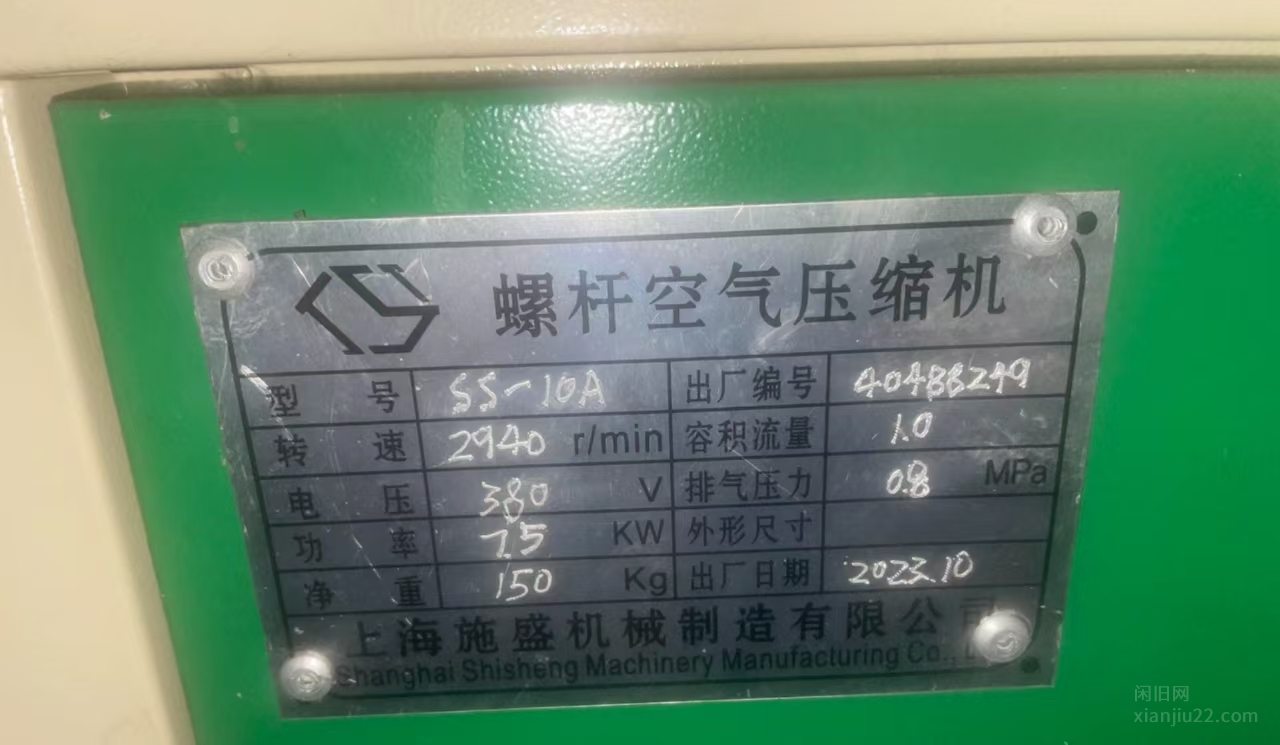 螺杆空气压缩机
型号 SS-10A 出厂编号 40488249
转速 2940 r/min 容积流量 1.0
电压 380 V 排气压力 0.8 MPa
功率 7.5 KW 外形尺寸
净重 150 Kg 出厂日期 2023.10
上海施盛机械制造有限公司
Shanghai Shisheng Machinery Manufacturing Co.,
闲旧网
xianjiu22.com